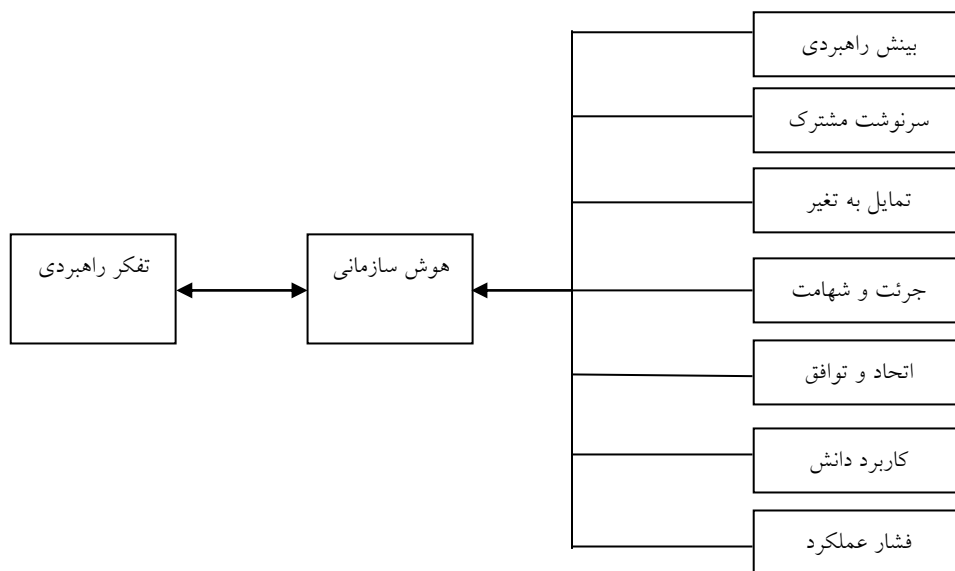 بینش راهبردی
سرنوشت مشترک
تمایل به تغیر
جرئت و شهامت
اتحاد و توافق
کاربرد دانش
فشار عملکرد
هوش سازمانی
تفکر راهبردی